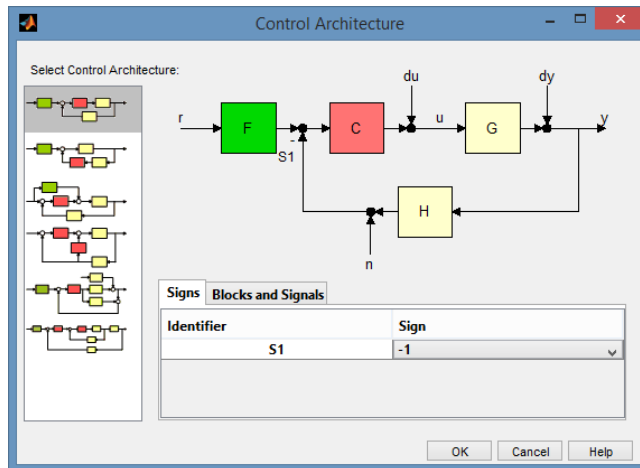 Control Architecture
Select Control Architecture:
du
dy
r
F
C
u
G
y
-
S1
H
n
Signs
Blocks and Signals
Identifier
Sign
S1
-1
OK
Cancel
Help